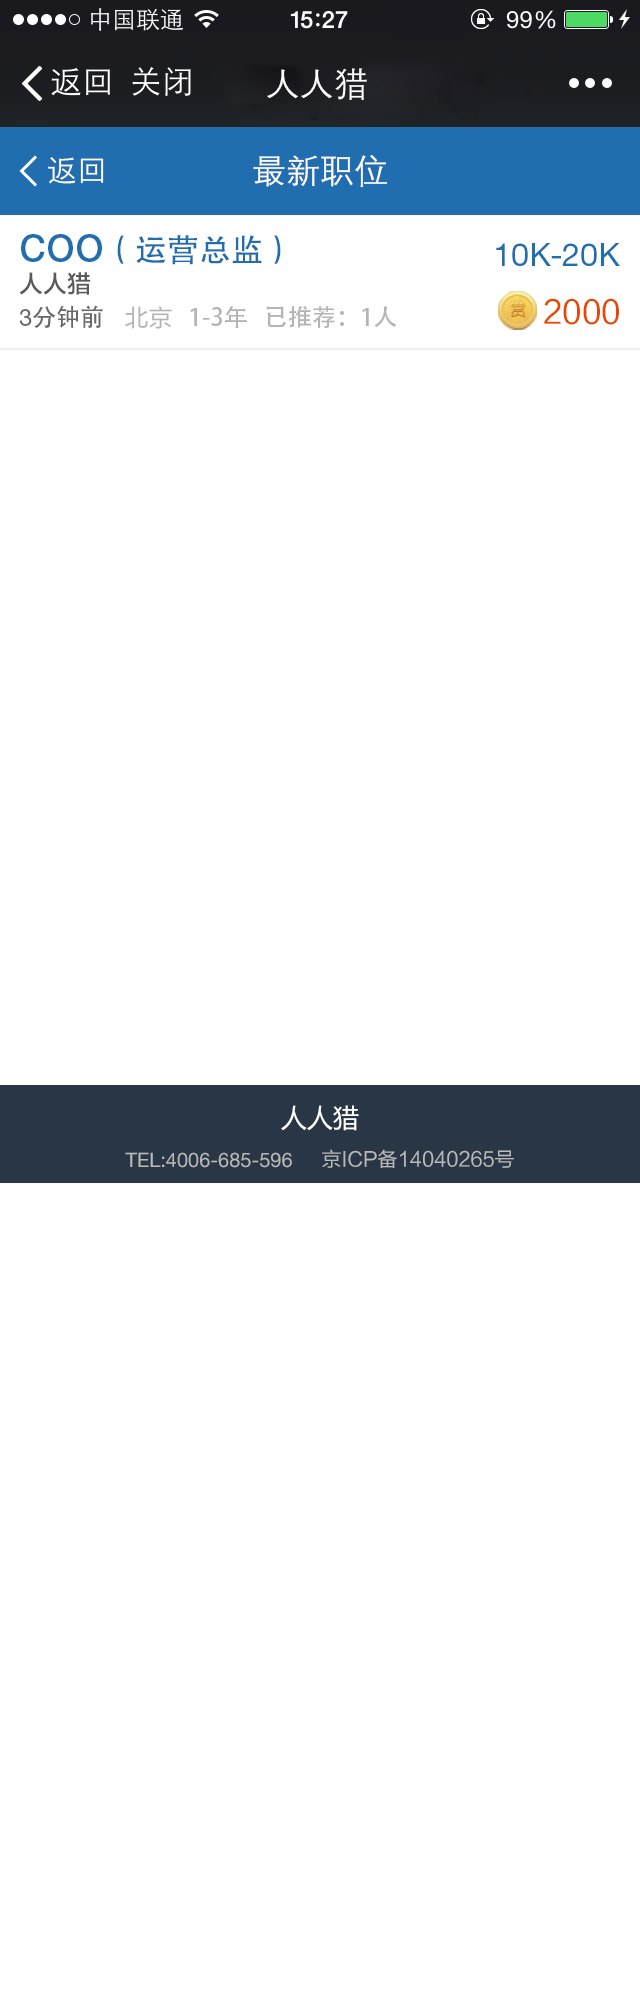 中国联通 15:27 99%
返回 关闭 人人猎
返回 最新职位
COO（运营总监） 10K-20K
人人猎
3分钟前 北京 1-3年 已推荐：1人 赏 2000
人人猎
TEL:4006-685-596 京ICP备14040265号